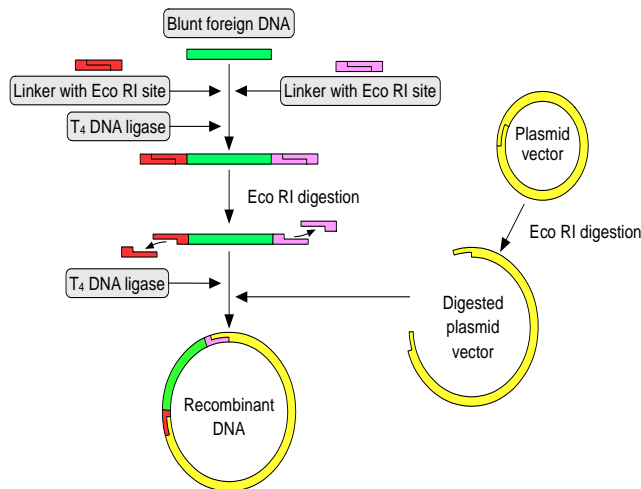 Blunt foreign DNA
Linker with Eco RI site
Linker with Eco RI site
T4 DNA ligase
Plasmid
vector
Eco RI digestion
Eco RI digestion
T4 DNA ligase
Digested
plasmid
vector
Recombinant
DNA